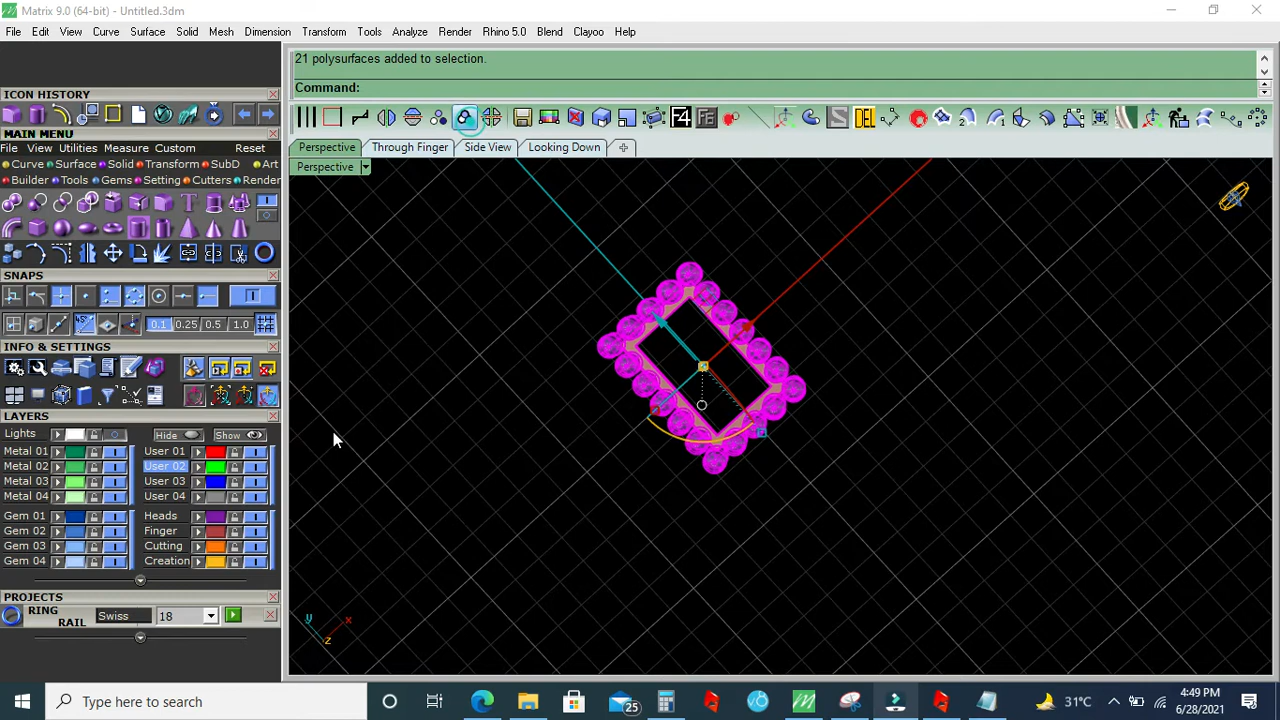 Matrix 9.0 (64-bit) - Untitled.3dm
File Edit View Curve Surface Solid Mesh Dimension Transform Tools Analyze Render Rhino 5.0 Blend Clayoo Help
ICON HISTORY
21 polysurfaces added to selection.
Command:
F4
DEL
MAIN MENU
File View Utilities Measure Custom Reset
Curve Surface Solid Transform SubD Art
Builder Tools Gems Setting Cutters Render
Perspective Through Finger Side View Looking Down
Perspective
SNAPS
0.1 0.25 0.5 1.0
INFO & SETTINGS
LAYERS
Lights Hide Show
Metal 01 User 01
Metal 02 User 02
Metal 03 User 03
Metal 04 User 04
Gem 01 Heads
Gem 02 Finger
Gem 03 Cutting
Gem 04 Creation
PROJECTS
RING RAIL Swiss 18
y x z
Type here to search
25
31°C
4:49 PM
6/28/2021